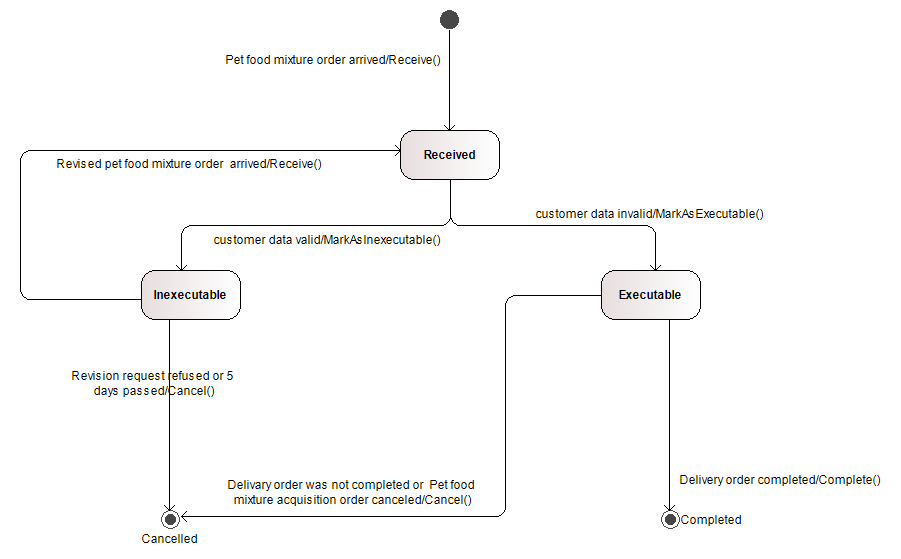 Pet food mixture order arrived/Receive()
Received
Revised pet food mixture order arrived/Receive()
customer data invalid/MarkAsExecutable()
customer data valid/MarkAsInexecutable()
Inexecutable
Executable
Revision request refused or 5
days passed/Cancel()
Delivary order was not completed or Pet food
mixture acquisition order canceled/Cancel()
Delivery order completed/Complete()
Cancelled
Completed